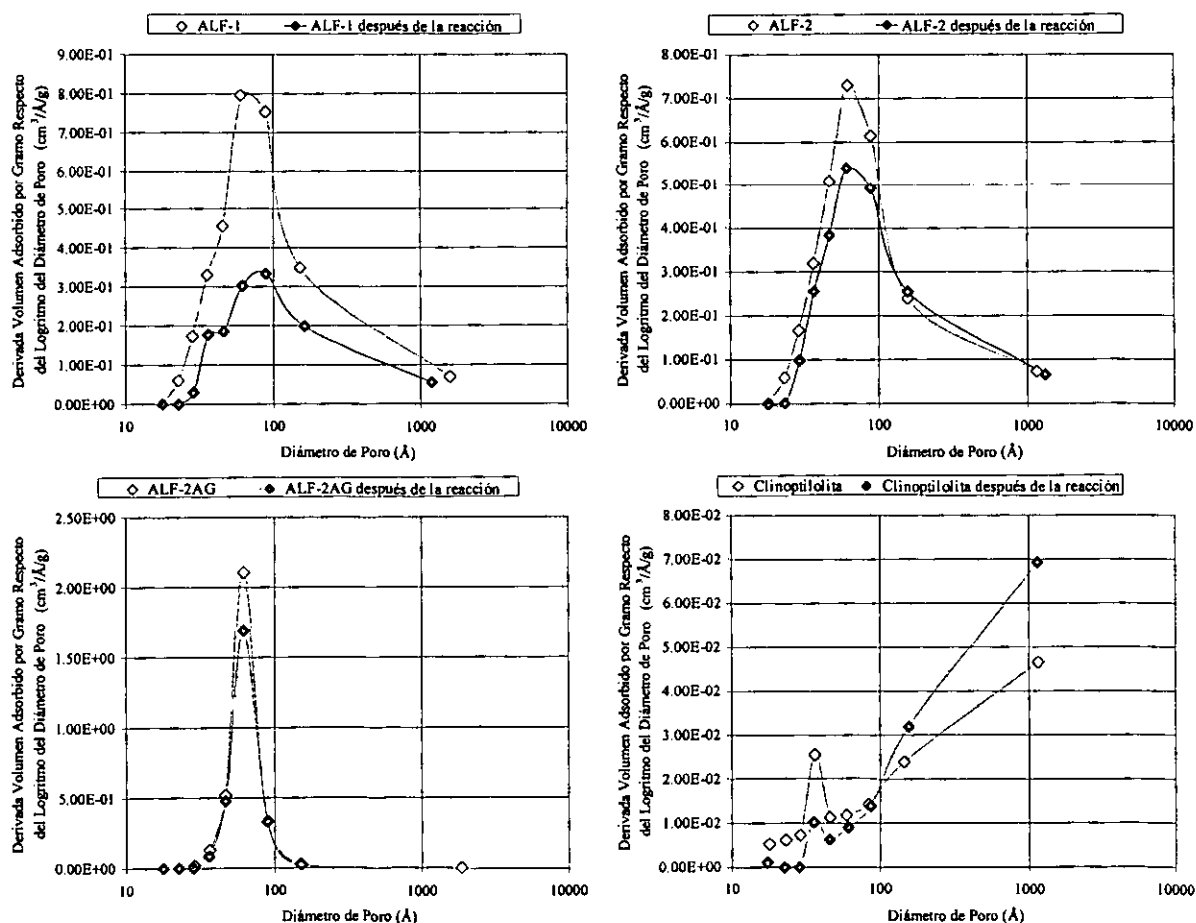 ALF-1 ALF-1 después de la reacción
Derivada Volumen Adsorbido por Gramo Respecto
del Logritmo del Diámetro de Poro (cm³/Å/g)
9.00E-01
8.00E-01
7.00E-01
6.00E-01
5.00E-01
4.00E-01
3.00E-01
2.00E-01
1.00E-01
0.00E+00
10 100 1000 10000
Diámetro de Poro (Å)
ALF-2 ALF-2 después de la reacción
Derivada Volumen Adsorbido por Gramo Respecto
del Logritmo del Diámetro de Poro (cm³/Å/g)
8.00E-01
7.00E-01
6.00E-01
5.00E-01
4.00E-01
3.00E-01
2.00E-01
1.00E-01
0.00E+00
10 100 1000 10000
Diámetro de Poro (Å)
ALF-2AG ALF-2AG después de la reacción
Derivada Volumen Adsorbido por Gramo Respecto
del Logritmo del Diámetro de Poro (cm³/Å/g)
2.50E+00
2.00E+00
1.50E+00
1.00E+00
5.00E-01
0.00E+00
10 100 1000 10000
Diámetro de Poro (Å)
Clinoptilolita Clinoptilolita después de la reacción
Derivada Volumen Adsorbido por Gramo Respecto
del Logritmo del Diámetro de Poro (cm³/Å/g)
8.00E-02
7.00E-02
6.00E-02
5.00E-02
4.00E-02
3.00E-02
2.00E-02
1.00E-02
0.00E+00
10 100 1000 10000
Diámetro de Poro (Å)